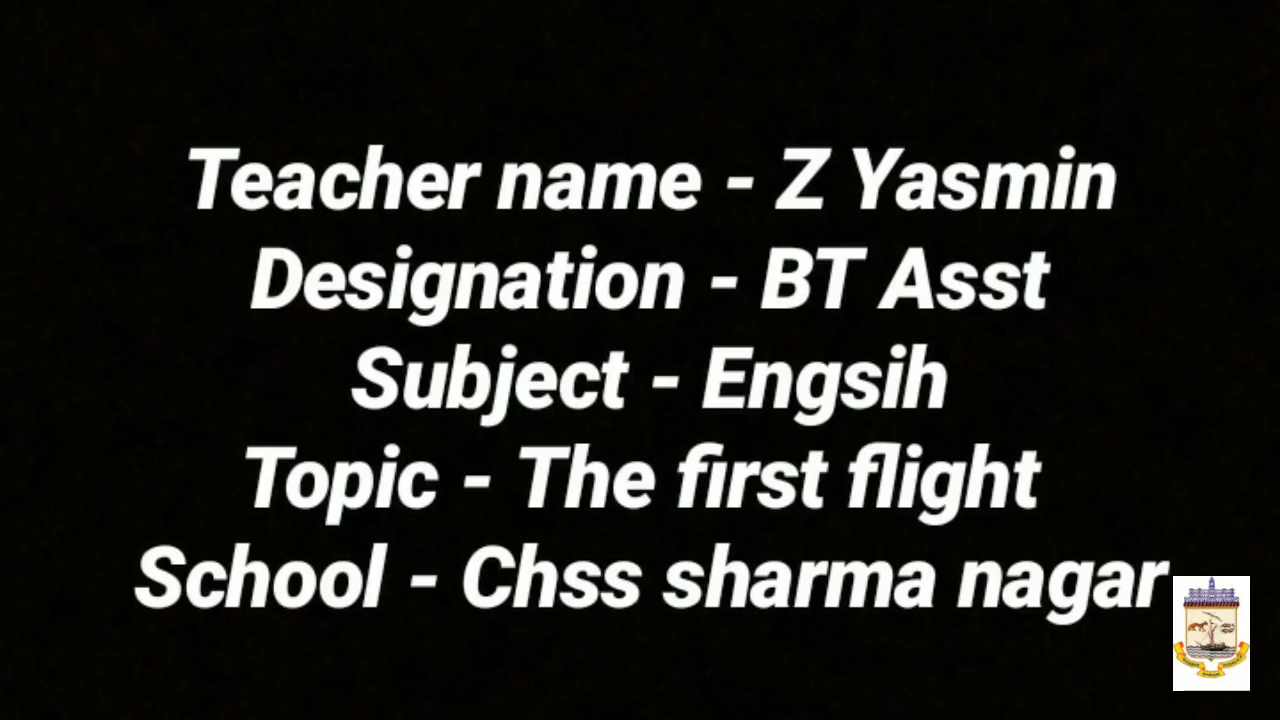 Teacher name - Z Yasmin
Designation - BT Asst
Subject - Engsih
Topic - The first flight
School - Chss sharma nagar